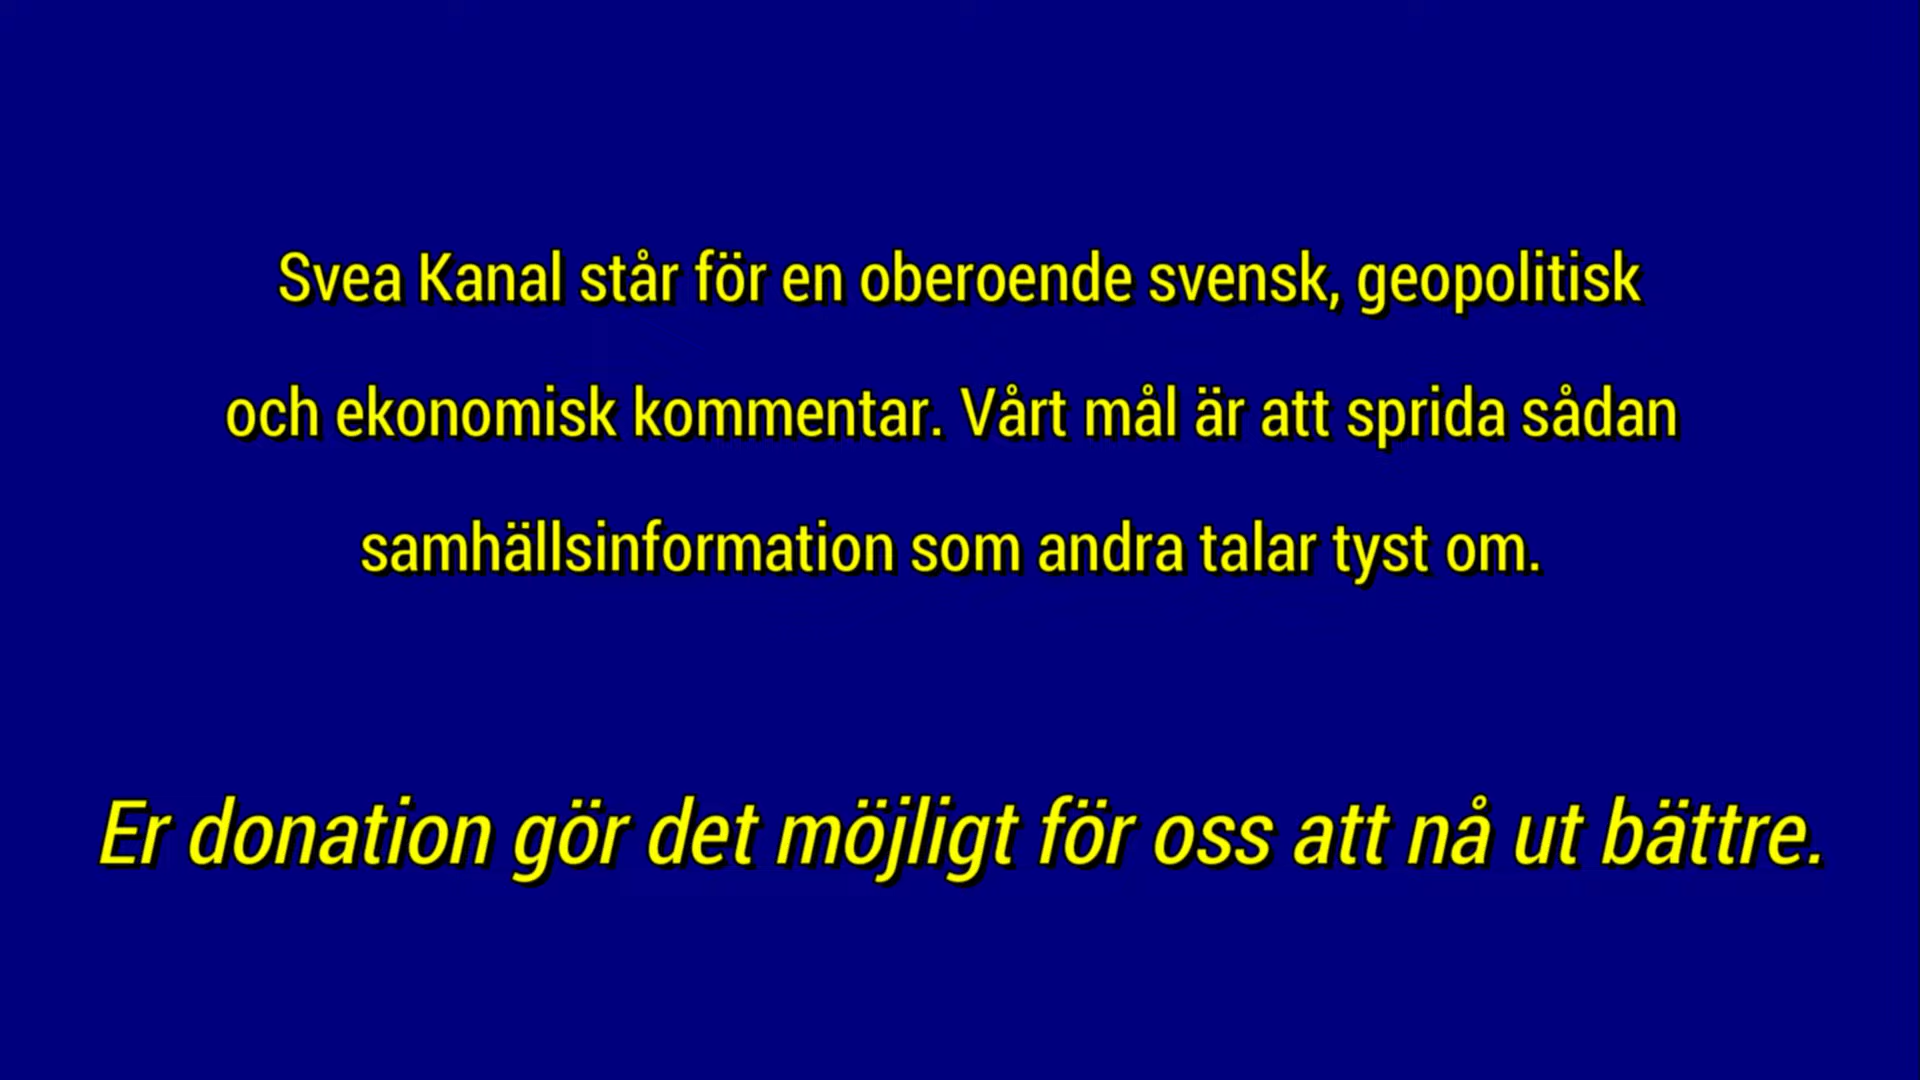 Svea Kanal står för en oberoende svensk, geopolitisk
och ekonomisk kommentar. Vårt mål är att sprida sådan
samhällsinformation som andra talar tyst om.
Er donation gör det möjligt för oss att nå ut bättre.